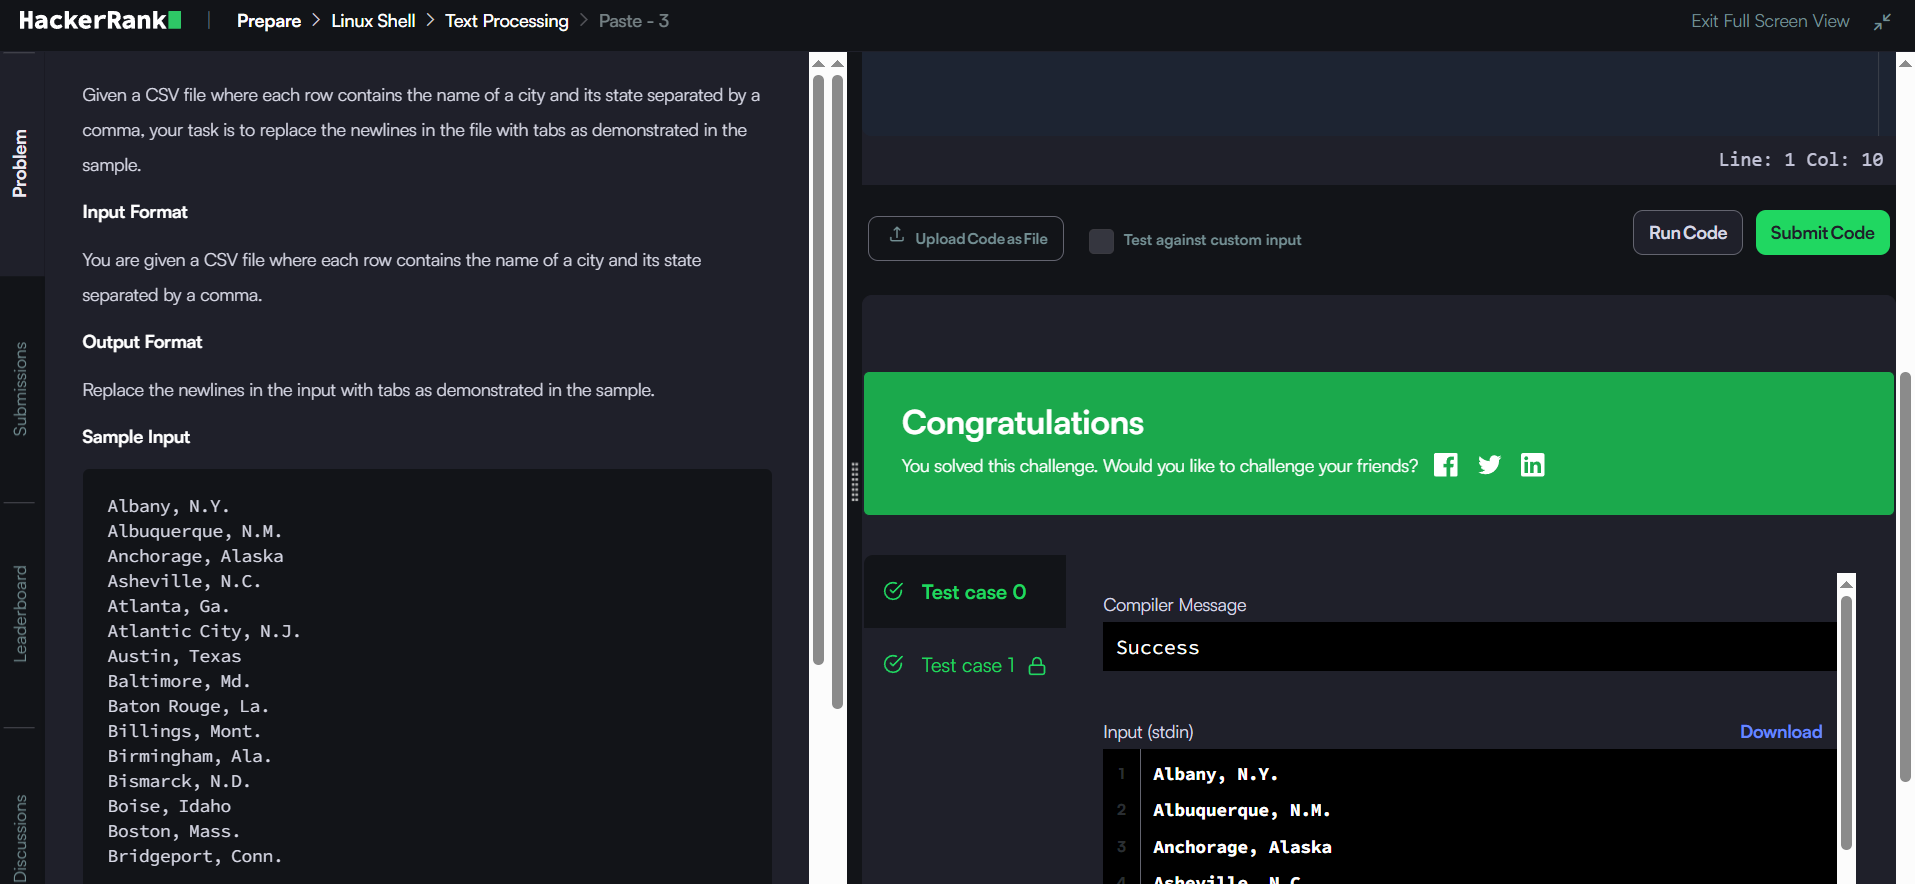 HackerRank | Prepare > Linux Shell > Text Processing > Paste - 3
Exit Full Screen View
Problem
Submissions
Leaderboard
Discussions
Given a CSV file where each row contains the name of a city and its state separated by a
comma, your task is to replace the newlines in the file with tabs as demonstrated in the
sample.
Input Format
You are given a CSV file where each row contains the name of a city and its state
separated by a comma.
Output Format
Replace the newlines in the input with tabs as demonstrated in the sample.
Sample Input
Albany, N.Y.
Albuquerque, N.M.
Anchorage, Alaska
Asheville, N.C.
Atlanta, Ga.
Atlantic City, N.J.
Austin, Texas
Baltimore, Md.
Baton Rouge, La.
Billings, Mont.
Birmingham, Ala.
Bismarck, N.D.
Boise, Idaho
Boston, Mass.
Bridgeport, Conn.
Line: 1 Col: 10
Upload Code as File
Test against custom input
Run Code
Submit Code
Congratulations
You solved this challenge. Would you like to challenge your friends?
Test case 0
Test case 1
Compiler Message
Success
Input (stdin)
Download
1 Albany, N.Y.
2 Albuquerque, N.M.
3 Anchorage, Alaska
4 Asheville, N.C.